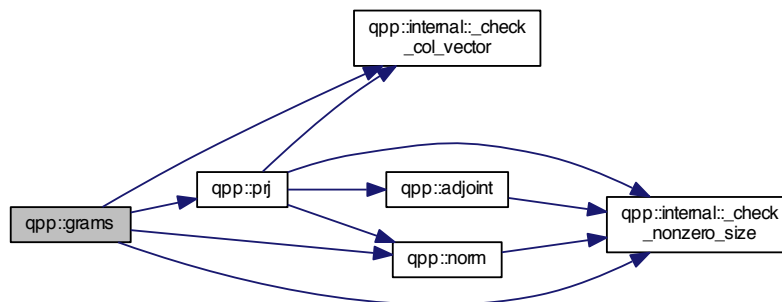 qpp::internal::_check
_col_vector
qpp::prj
qpp::adjoint
qpp::grams
qpp::internal::_check
_nonzero_size
qpp::norm